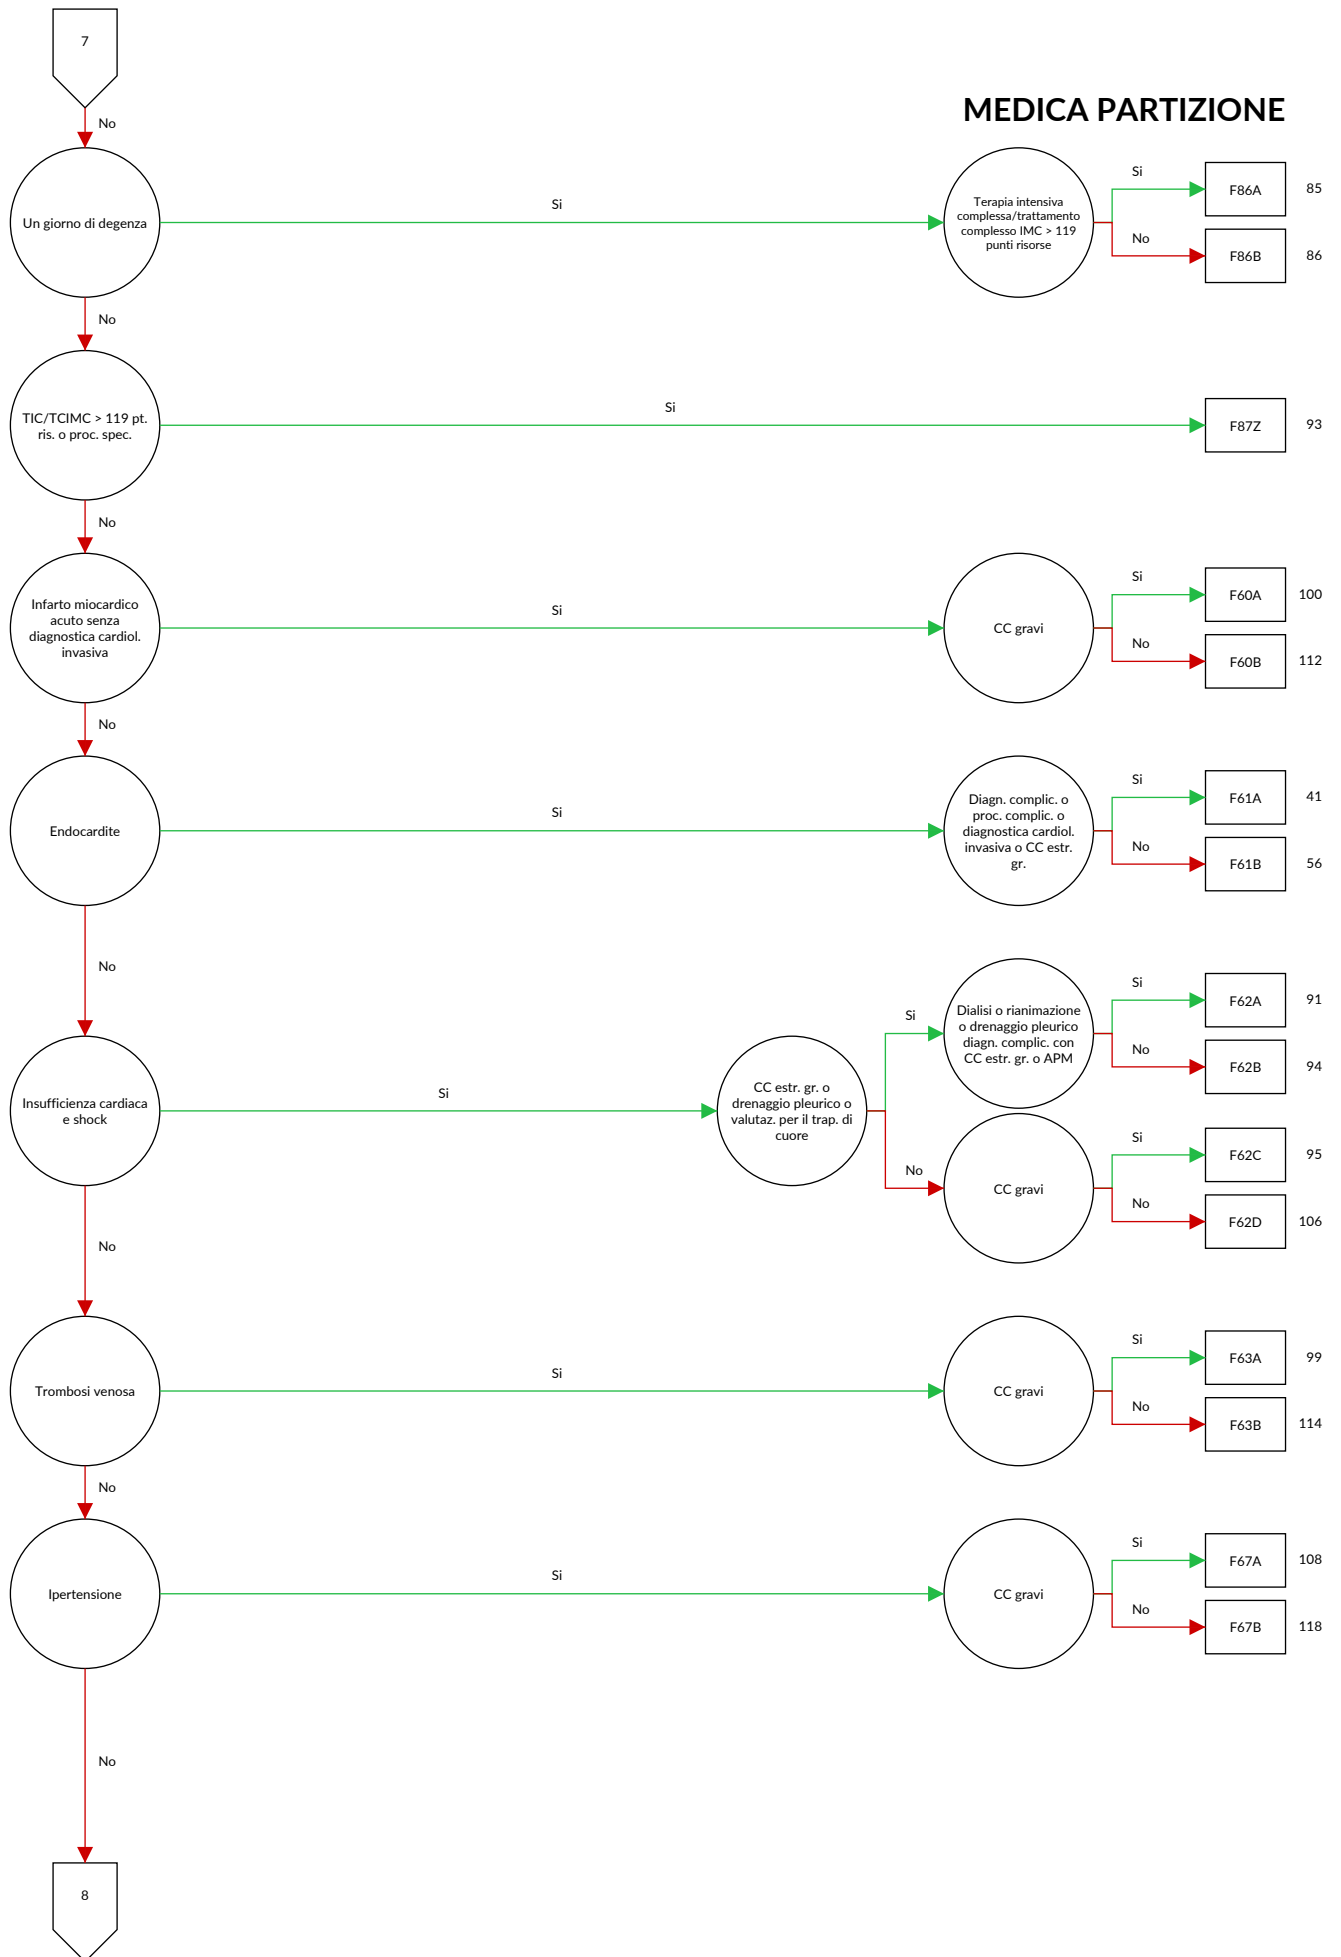 7
No
MEDICA PARTIZIONE
Un giorno di degenza
Si
Terapia intensiva
complessa/trattamento
complesso IMC > 119
punti risorse
Si
F86A
85
No
F86B
86
No
TIC/TCIMC > 119 pt.
ris. o proc. spec.
Si
F87Z
93
No
Infarto miocardico
acuto senza
diagnostica cardiol.
invasiva
Si
CC gravi
Si
F60A
100
No
F60B
112
No
Endocardite
Si
Diagn. complic. o
proc. complic. o
diagnostica cardiol.
invasiva o CC estr.
gr.
Si
F61A
41
No
F61B
56
No
Insufficienza cardiaca
e shock
Si
CC estr. gr. o
drenaggio pleurico o
valutaz. per il trap. di
cuore
Si
Dialisi o rianimazione
o drenaggio pleurico
diagn. complic. con
CC estr. gr. o APM
Si
F62A
91
No
F62B
94
No
CC gravi
Si
F62C
95
No
F62D
106
No
Trombosi venosa
Si
CC gravi
Si
F63A
99
No
F63B
114
No
Ipertensione
Si
CC gravi
Si
F67A
108
No
F67B
118
No
8